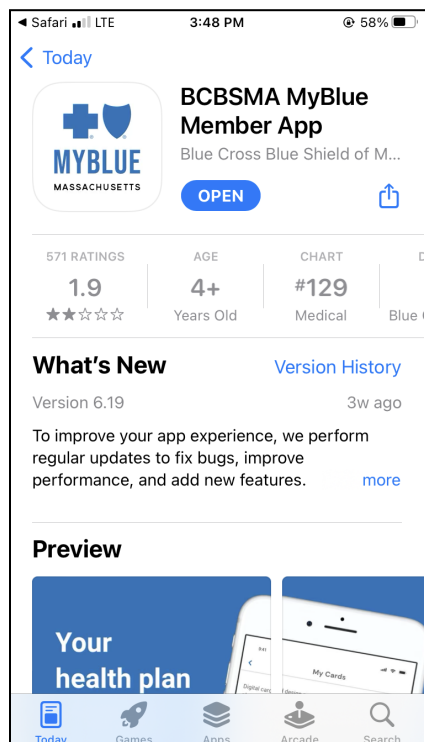 Safari LTE 3:48 PM 58%
Today
MYBLUE
MASSACHUSETTS
BCBSMA MyBlue
Member App
Blue Cross Blue Shield of M...
OPEN
571 RATINGS AGE CHART D
1.9 4+ #129
Years Old Medical Blue
What's New Version History
Version 6.19 3w ago
To improve your app experience, we perform
regular updates to fix bugs, improve
performance, and add new features. more
Preview
Your
health plan
9:41
My Cards
Today Games Apps Arcade Search